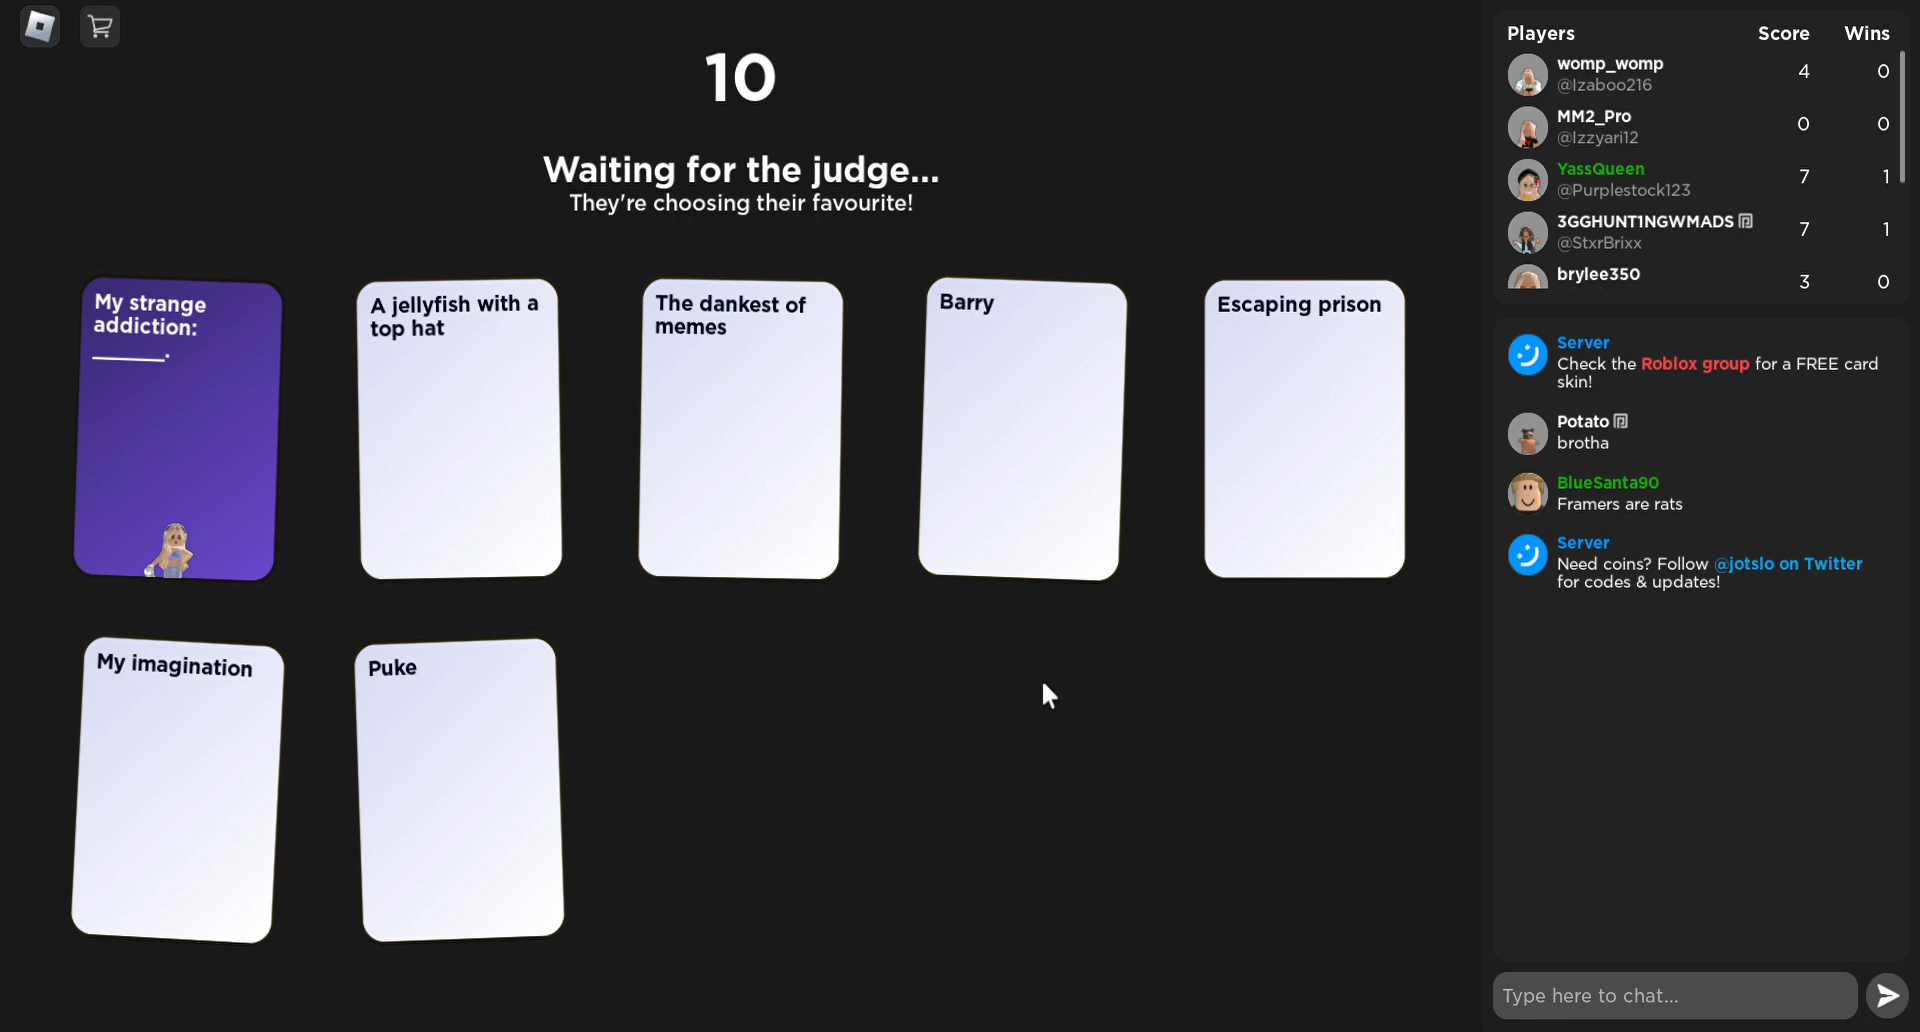 10
Waiting for the judge...
They're choosing their favourite!
My strange
addiction:
______.
A jellyfish with a
top hat
The dankest of
memes
Barry
Escaping prison
My imagination
Puke
Players Score Wins
womp_womp
@Izaboo216
4 0
MM2_Pro
@Izzyari12
0 0
YassQueen
@Purplestock123
7 1
3GGHUNT1NGWMADS
@StxrBrixx
7 1
brylee350
3 0
Server
Check the Roblox group for a FREE card
skin!
Potato
brotha
BlueSanta90
Framers are rats
Server
Need coins? Follow @jotslo on Twitter
for codes & updates!
Type here to chat...